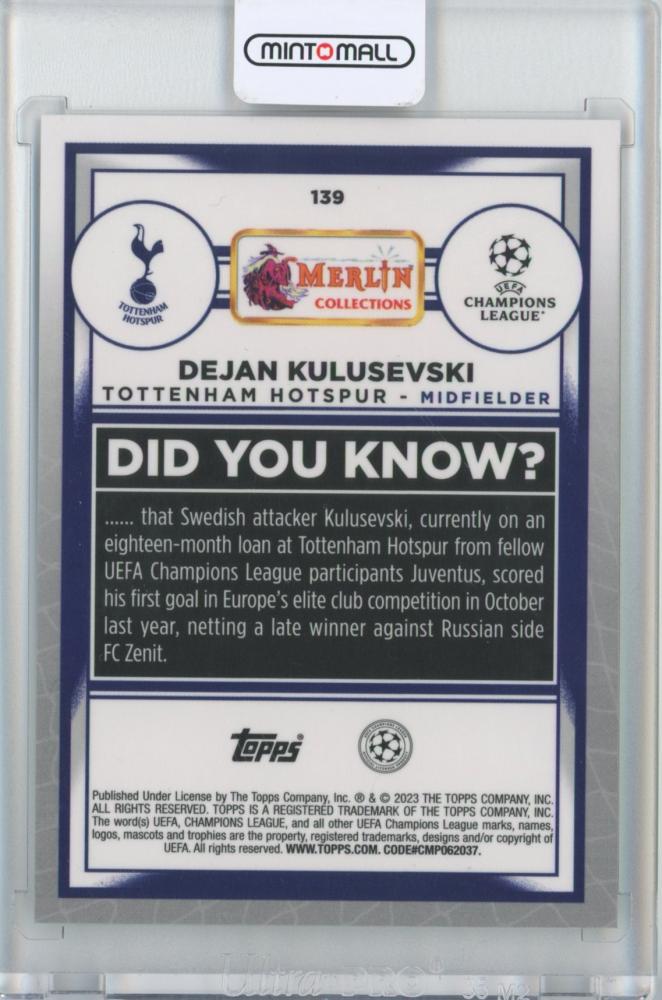 MINTOMALL
139
TOTTENHAM
HOTSPUR
MERLIN
COLLECTIONS
UEFA
CHAMPIONS
LEAGUE
DEJAN KULUSEVSKI
TOTTENHAM HOTSPUR - MIDFIELDER
DID YOU KNOW?
...... that Swedish attacker Kulusevski, currently on an
eighteen-month loan at Tottenham Hotspur from fellow
UEFA Champions League participants Juventus, scored
his first goal in Europe's elite club competition in October
last year, netting a late winner against Russian side
FC Zenit.
Topps
Published Under License by The Topps Company, Inc. ® & © 2023 THE TOPPS COMPANY, INC.
ALL RIGHTS RESERVED. TOPPS IS A REGISTERED TRADEMARK OF THE TOPPS COMPANY, INC.
The word(s) UEFA, CHAMPIONS LEAGUE, and all other UEFA Champions League marks, names,
logos, mascots and trophies are the property, registered trademarks, designs and/or copyright of
UEFA. All rights reserved. WWW.TOPPS.COM. CODE#CMP062037.
Ultra PRO®